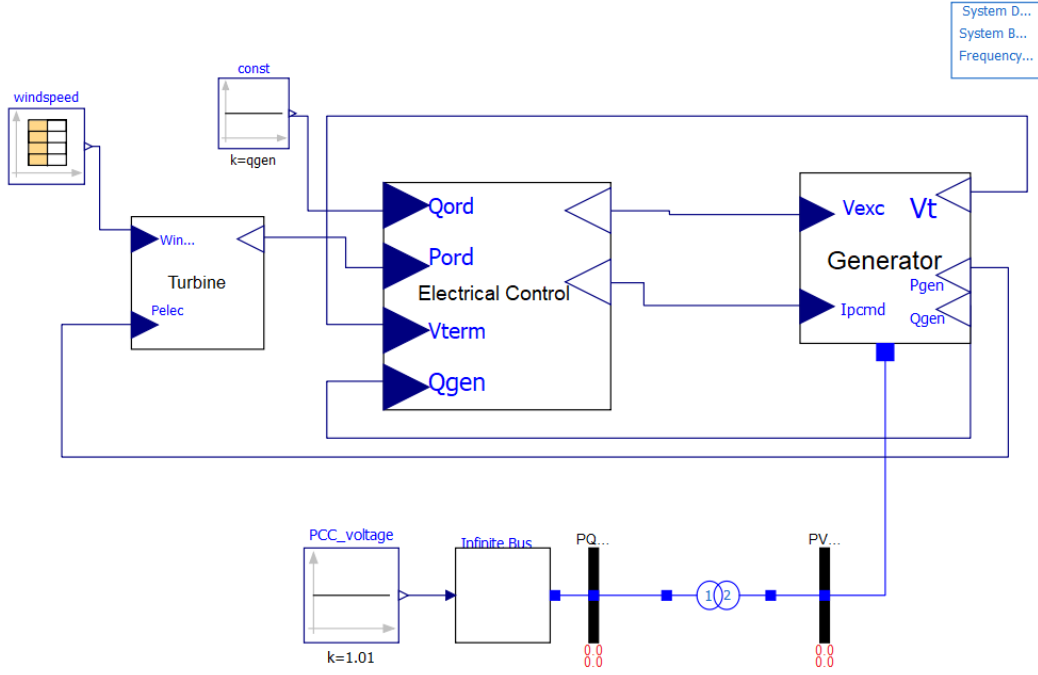 System D...
System B...
Frequency...
const
windspeed
k=qgen
Qord
Vexc
Vt
Win...
Pord
Generator
Turbine
Electrical Control
Pgen
Pelec
Ipcmd
Qgen
Vterm
Qgen
PCC_voltage
Infinite Bus
PQ...
PV...
1
2
k=1.01
0.0
0.0
0.0
0.0